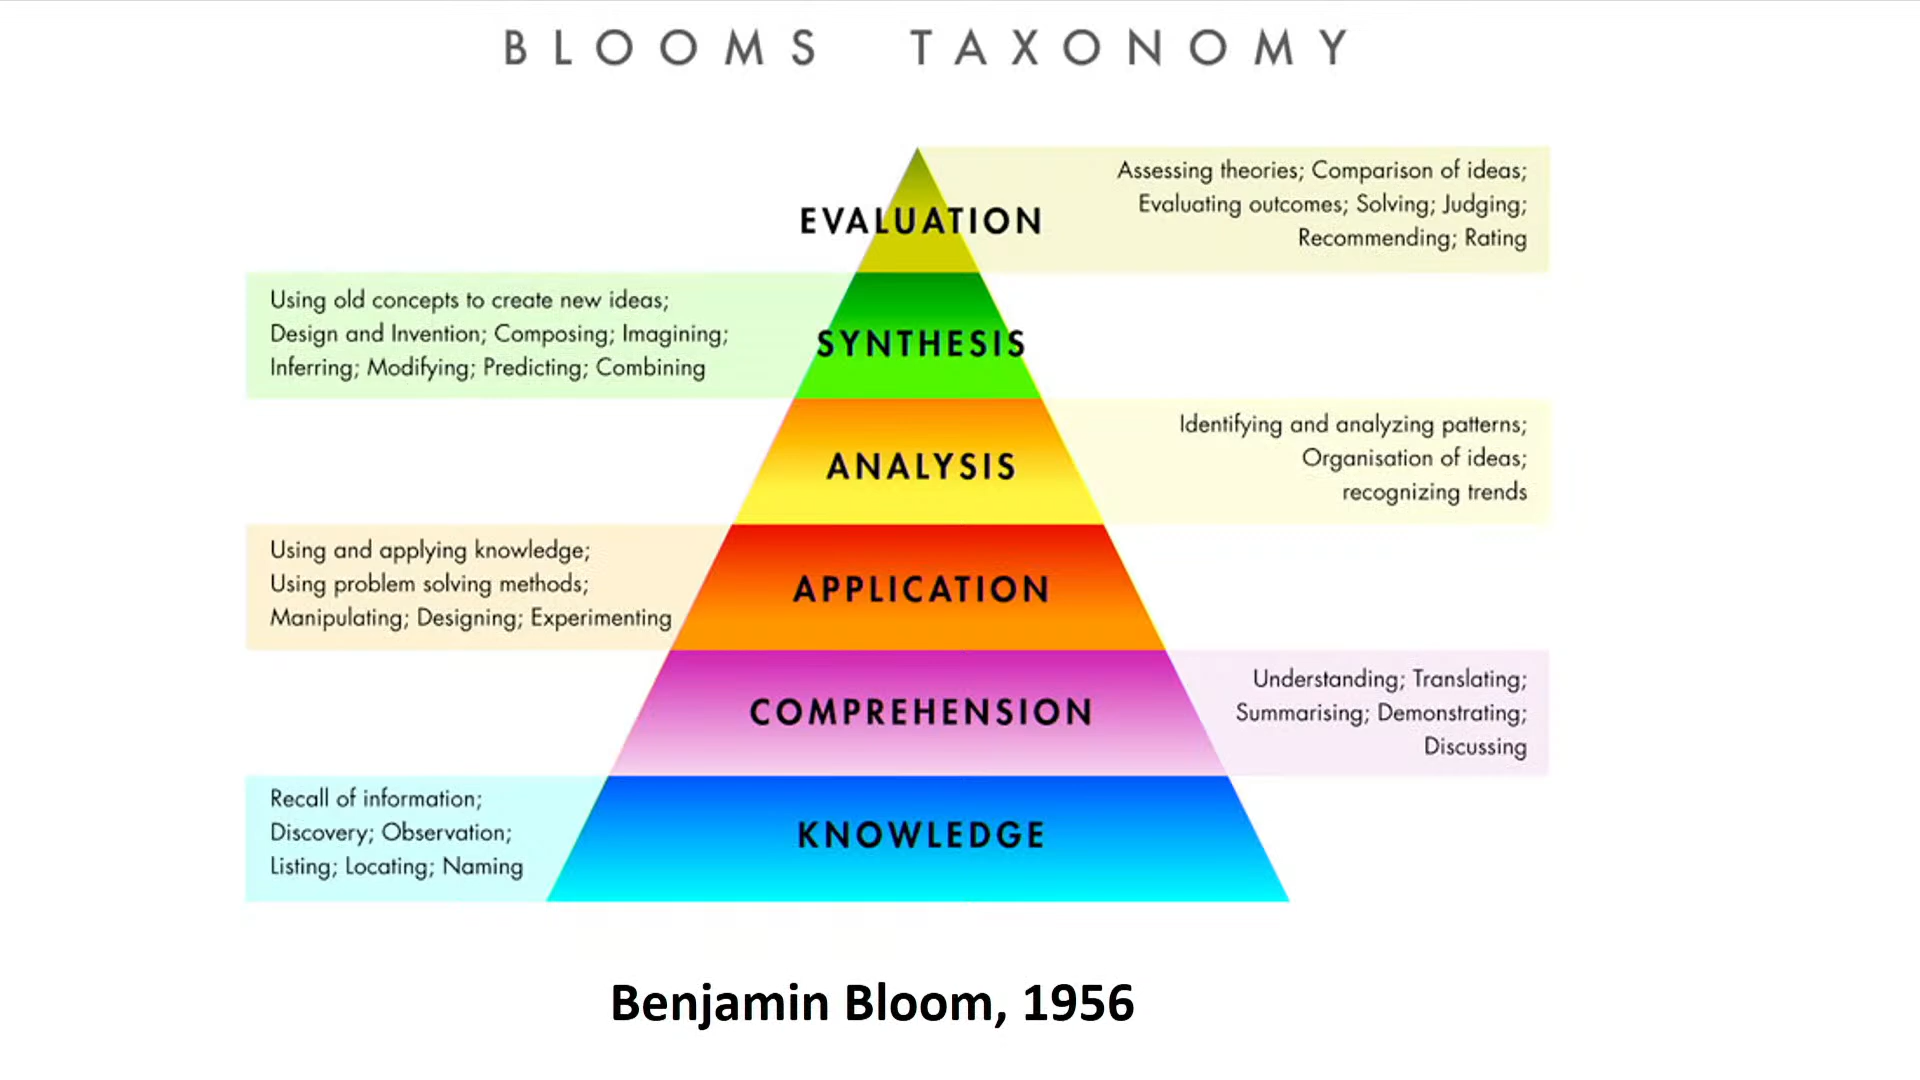 BLOOMS TAXONOMY
EVALUATION
Assessing theories; Comparison of ideas;
Evaluating outcomes; Solving; Judging;
Recommending; Rating
Using old concepts to create new ideas;
Design and Invention; Composing; Imagining;
Inferring; Modifying; Predicting; Combining
SYNTHESIS
ANALYSIS
Identifying and analyzing patterns;
Organisation of ideas;
recognizing trends
Using and applying knowledge;
Using problem solving methods;
Manipulating; Designing; Experimenting
APPLICATION
COMPREHENSION
Understanding; Translating;
Summarising; Demonstrating;
Discussing
Recall of information;
Discovery; Observation;
Listing; Locating; Naming
KNOWLEDGE
Benjamin Bloom, 1956